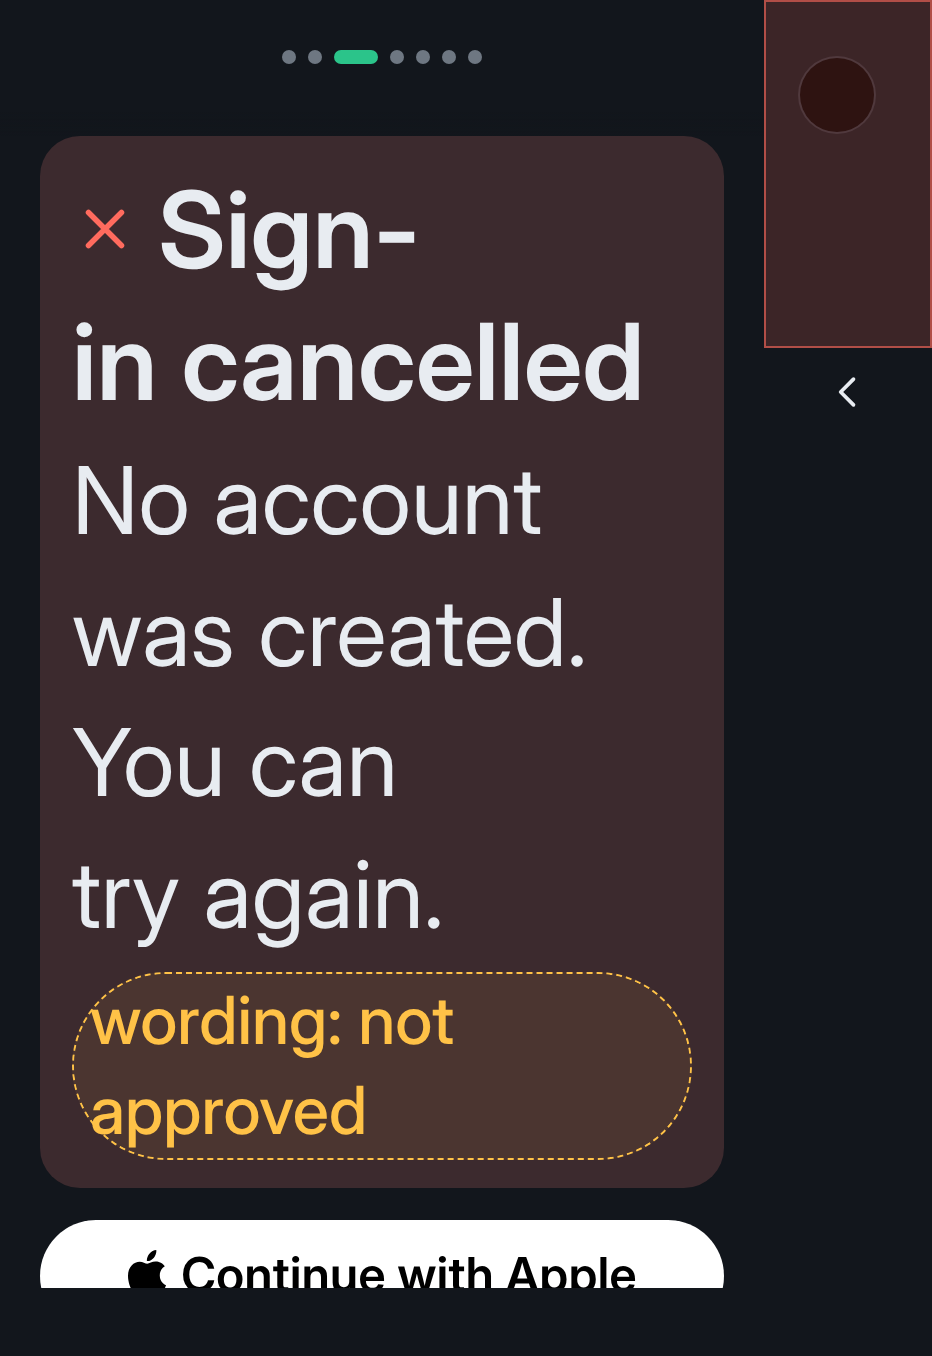 Sign-
in cancelled
No account
was created.
You can
try again.
wording: not
approved
Continue with Apple